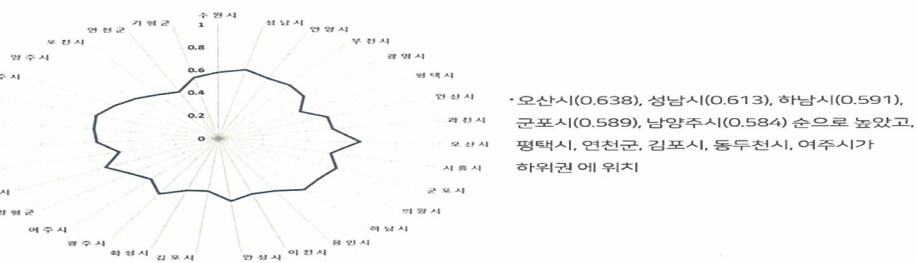 수원시
성남시
안양시
부천시
광명시
평택시
안산시
과천시
오산시
시흥시
군포시
의왕시
하남시
용인시
이천시
안성시
김포시
화성시
광주시
여주시
양평군
양주시
포천시
연천군
가평군
1
0.8
0.6
0.4
0.2
0
·오산시(0.638), 성남시(0.613), 하남시(0.591),
군포시(0.589), 남양주시(0.584) 순으로 높았고,
평택시, 연천군, 김포시, 동두천시, 여주시가
하위권 에 위치